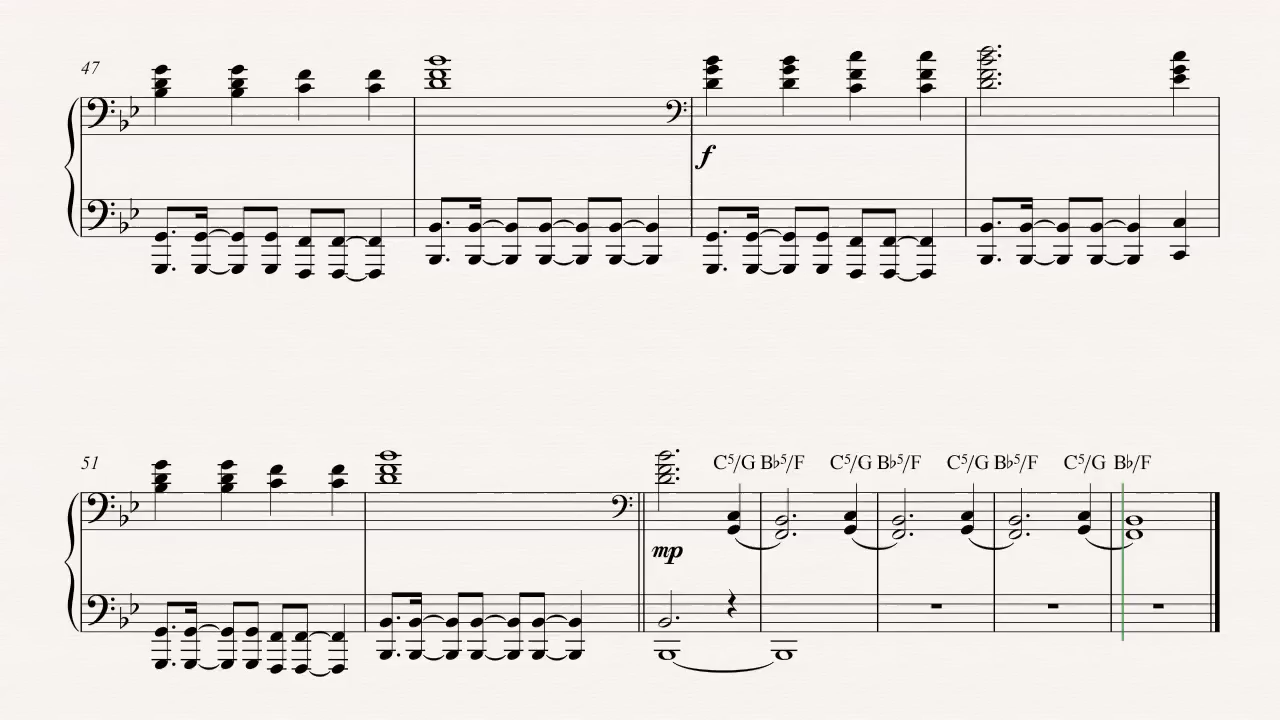 47
f
51
C⁵/G B♭⁵/F C⁵/G B♭⁵/F C⁵/G B♭⁵/F C⁵/G B♭/F
mp